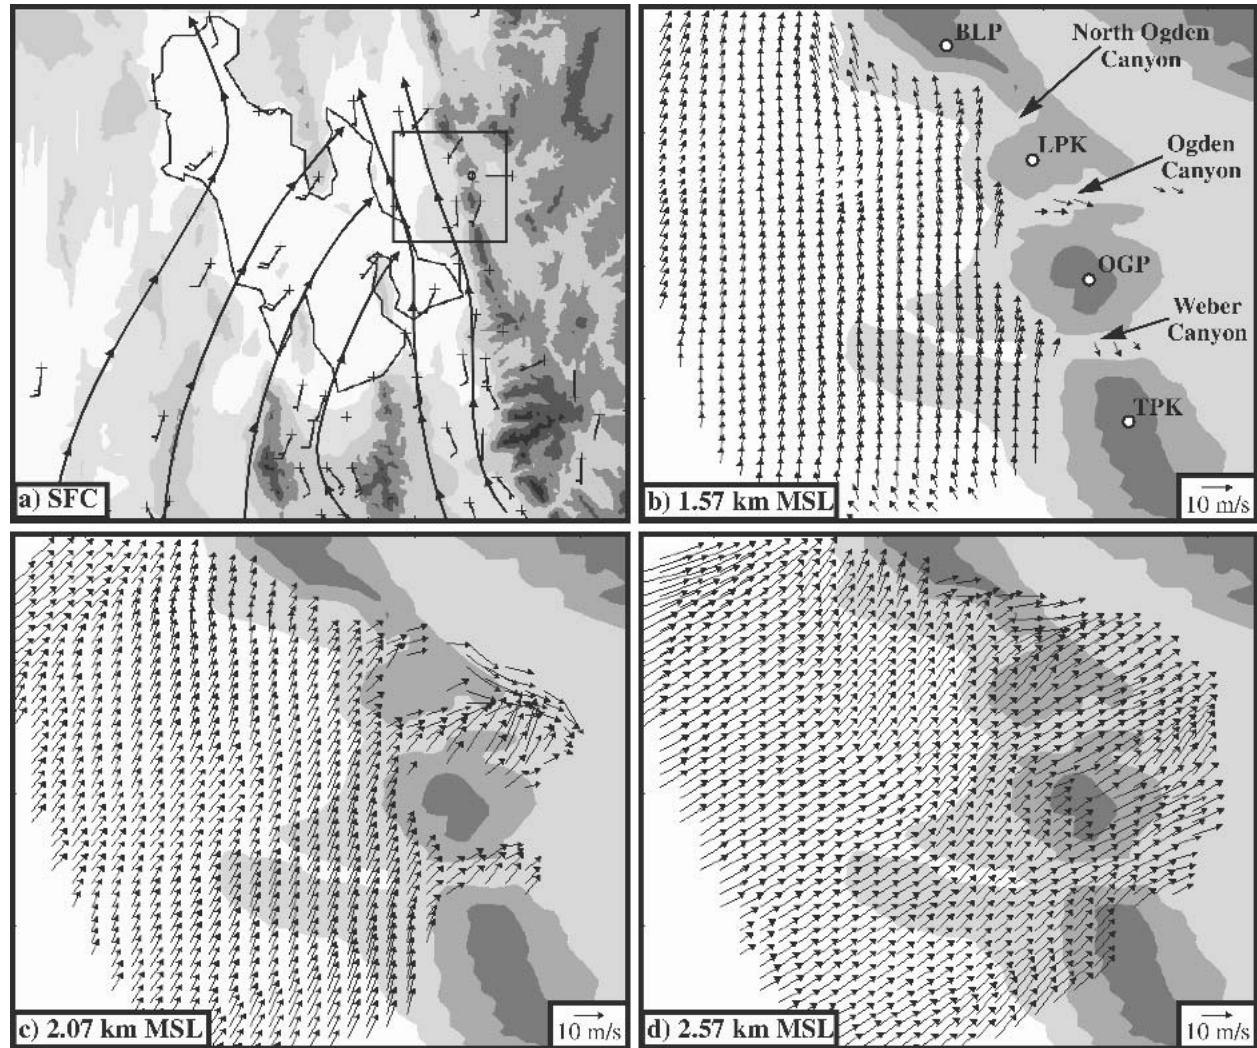 BLP
North Ogden
Canyon
LPK
Ogden
Canyon
OGP
Weber
Canyon
TPK
a) SFC
b) 1.57 km MSL
10 m/s
c) 2.07 km MSL
10 m/s
d) 2.57 km MSL
10 m/s